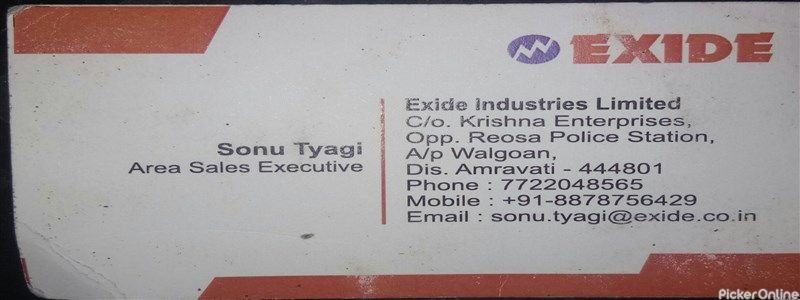 EXIDE
Sonu Tyagi
Area Sales Executive
Exide Industries Limited
C/o. Krishna Enterprises,
Opp. Reosa Police Station,
A/p Walgoan,
Dis. Amravati - 444801
Phone : 7722048565
Mobile : +91-8878756429
Email : sonu.tyagi@exide.co.in
PickerOnline